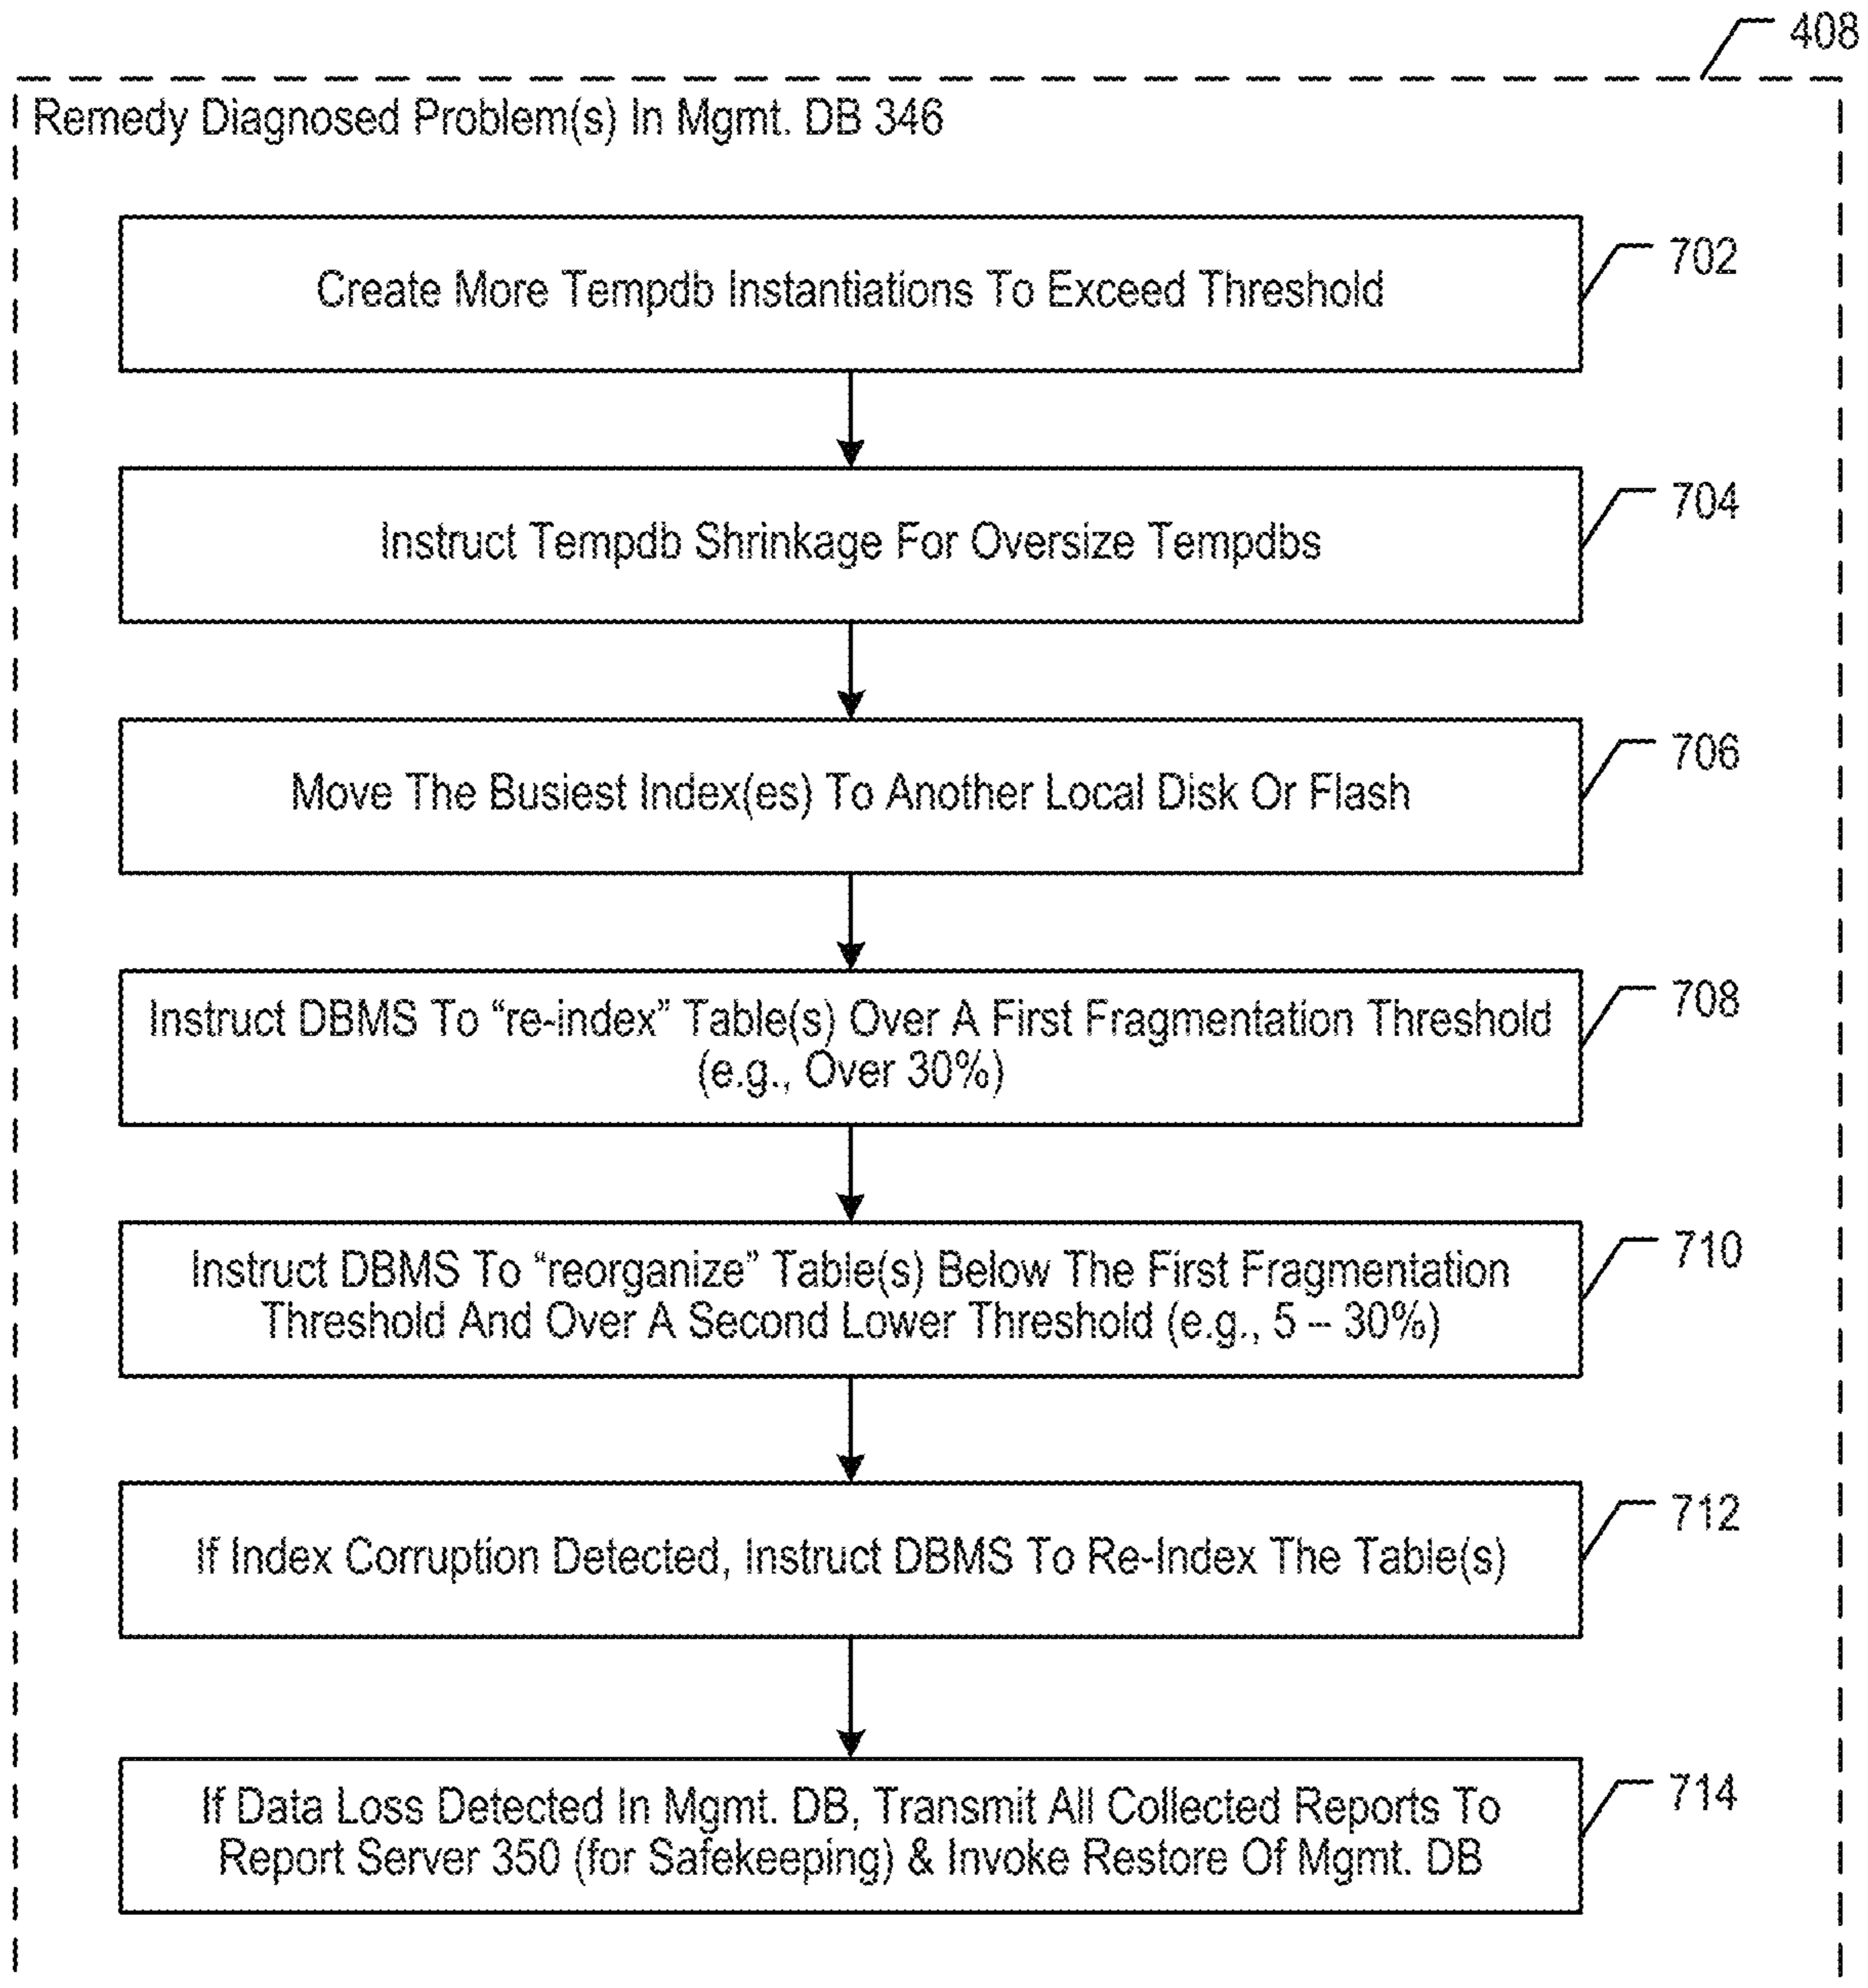 408
Remedy Diagnosed Problem(s) In Mgmt. DB 346
Create More Tempdb Instantiations To Exceed Threshold
702
Instruct Tempdb Shrinkage For Oversize Tempdbs
704
Move The Busiest Index(es) To Another Local Disk Or Flash
706
Instruct DBMS To “re-index” Table(s) Over A First Fragmentation Threshold
(e.g., Over 30%)
708
Instruct DBMS To “reorganize” Table(s) Below The First Fragmentation
Threshold And Over A Second Lower Threshold (e.g., 5 – 30%)
710
If Index Corruption Detected, Instruct DBMS To Re-Index The Table(s)
712
If Data Loss Detected In Mgmt. DB, Transmit All Collected Reports To
Report Server 350 (for Safekeeping) & Invoke Restore Of Mgmt. DB
714